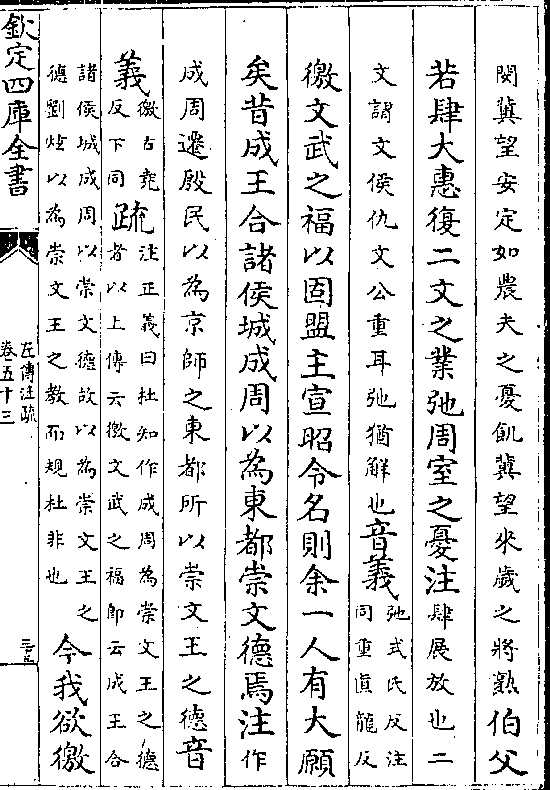 閔冀望安定如農夫之憂飢冀望來歲之將熟伯父
若肆大惠復二文之業弛周室之憂注肆展放也二
文謂文侯仇文公重耳弛猶解也音義弛式氏反注同重直龍反
徼文武之福以固盟主宣昭令名則余一人有大願
矣昔成王合諸侯城成周以為東都崇文德焉注作
成周遷殷民以為京師之東都所以崇文王之德音
義徼古堯反下同疏注正義曰杜知作成周為崇文王之德者以上傳云徼文武之福即云成王合
諸侯城成周以崇文德故以為崇文王之德劉炫以為崇文王之教而規杜非也今我欲徼
欽定四庫全書
左傳注疏
卷五十三